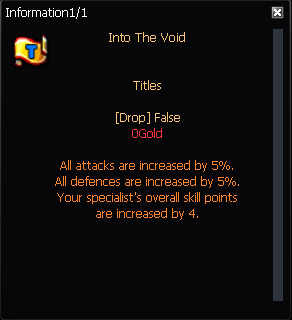 Information1/1
Into The Void
T
Titles
[Drop] False
0Gold
All attacks are increased by 5%.
All defences are increased by 5%.
Your specialist's overall skill points
are increased by 4.